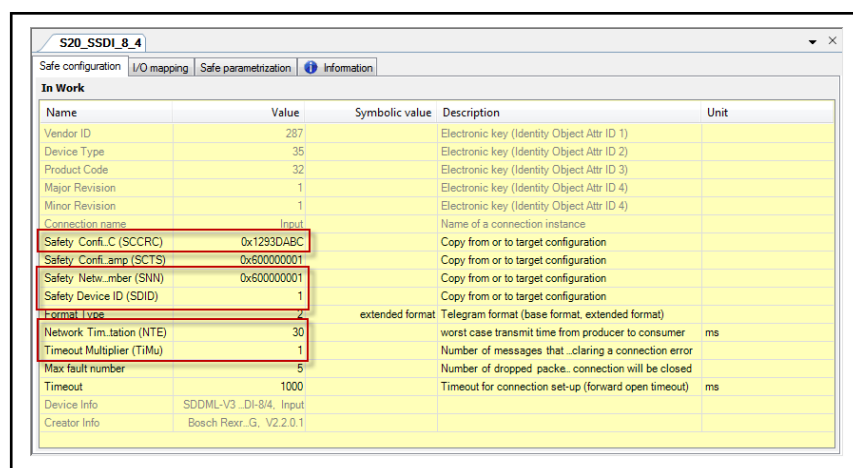 S20_SSDI_8_4
Safe configuration I/O mapping Safe parametrization Information
In Work
Name Value Symbolic value Description Unit
Vendor ID 287 Electronic key (Identity Object Attr ID 1)
Device Type 35 Electronic key (Identity Object Attr ID 2)
Product Code 32 Electronic key (Identity Object Attr ID 3)
Major Revision 1 Electronic key (Identity Object Attr ID 4)
Minor Revision 1 Electronic key (Identity Object Attr ID 4)
Connection name Input Name of a connection instance
Safety Confi..C (SCCRC) 0x1293DABC Copy from or to target configuration
Safety Confi..amp (SCTS) 0x600000001 Copy from or to target configuration
Safety Netw..mber (SNN) 0x600000001 Copy from or to target configuration
Safety Device ID (SDID) 1 Copy from or to target configuration
Format Type 2 extended format Telegram format (base format, extended format)
Network Tim..tation (NTE) 30 worst case transmit time from producer to consumer ms
Timeout Multiplier (TiMu) 1 Number of messages that ..claring a connection error
Max fault number 5 Number of dropped packe.. connection will be closed
Timeout 1000 Timeout for connection set-up (forward open timeout) ms
Device Info SDDML-V3 ..DI-8/4, Input
Creator Info Bosch Rexr..G, V2.2.0.1